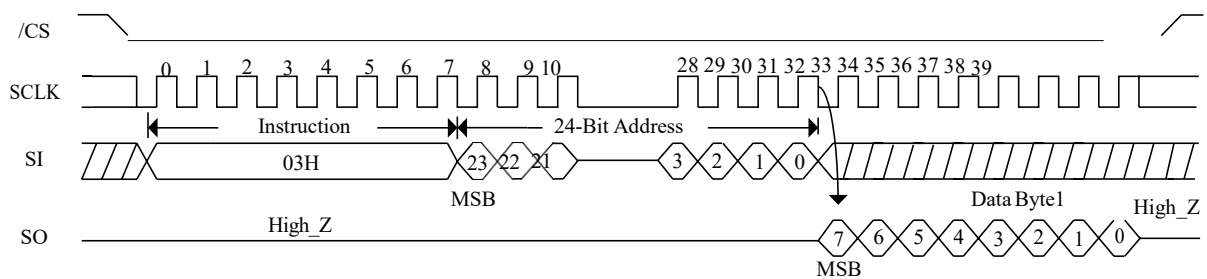 /CS
0 1 2 3 4 5 6 7 8 9 10 28 29 30 31 32 33 34 35 36 37 38 39
SCLK
Instruction 24-Bit Address
SI 03H 23 22 21 3 2 1 0
MSB Data Byte1
High_Z High_Z
SO 7 6 5 4 3 2 1 0
MSB